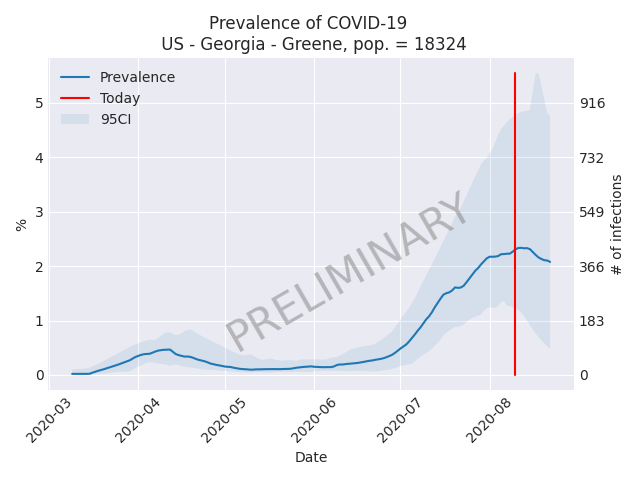 Prevalence of COVID-19
US - Georgia - Greene, pop. = 18324
Prevalence
Today
95CI
%
5
4
3
2
1
0
916
732
549
366
183
0
# of infections
PRELIMINARY
2020-03
2020-04
2020-05
2020-06
2020-07
2020-08
Date